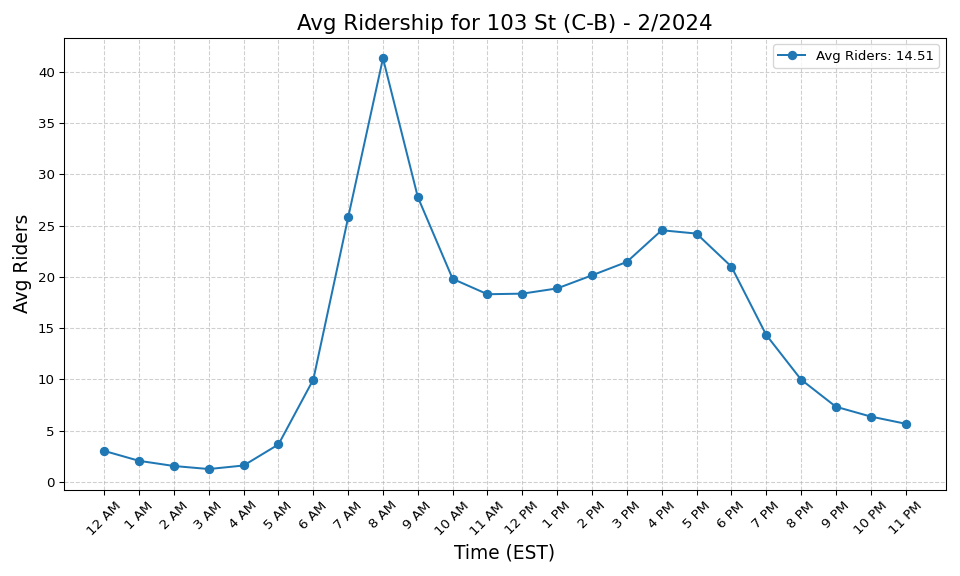 Avg Ridership for 103 St (C-B) - 2/2024
Avg Riders: 14.51
Avg Riders
40
35
30
25
20
15
10
5
0
12 AM
1 AM
2 AM
3 AM
4 AM
5 AM
6 AM
7 AM
8 AM
9 AM
10 AM
11 AM
12 PM
1 PM
2 PM
3 PM
4 PM
5 PM
6 PM
7 PM
8 PM
9 PM
10 PM
11 PM
Time (EST)